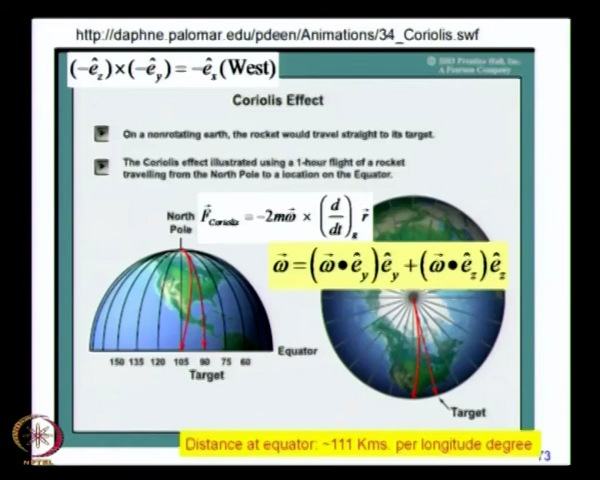 http://daphne.palomar.edu/pdeen/Animations/34_Coriolis.swf
(-ê_z)×(-ê_y) = -ê_x (West)
© 2003 Prentice Hall, Inc.
A Pearson Company
Coriolis Effect
On a nonrotating earth, the rocket would travel straight to its target.
The Coriolis effect illustrated using a 1-hour flight of a rocket
travelling from the North Pole to a location on the Equator.
North
Pole
F⃗_Coriolis = -2mω⃗ × (d/dt)_R r⃗
ω⃗ = (ω⃗ • ê_y) ê_y + (ω⃗ • ê_z) ê_z
Equator
150 135 120 105 90 75 60
Target
Target
Distance at equator: ~111 Kms. per longitude degree
NPTEL
73